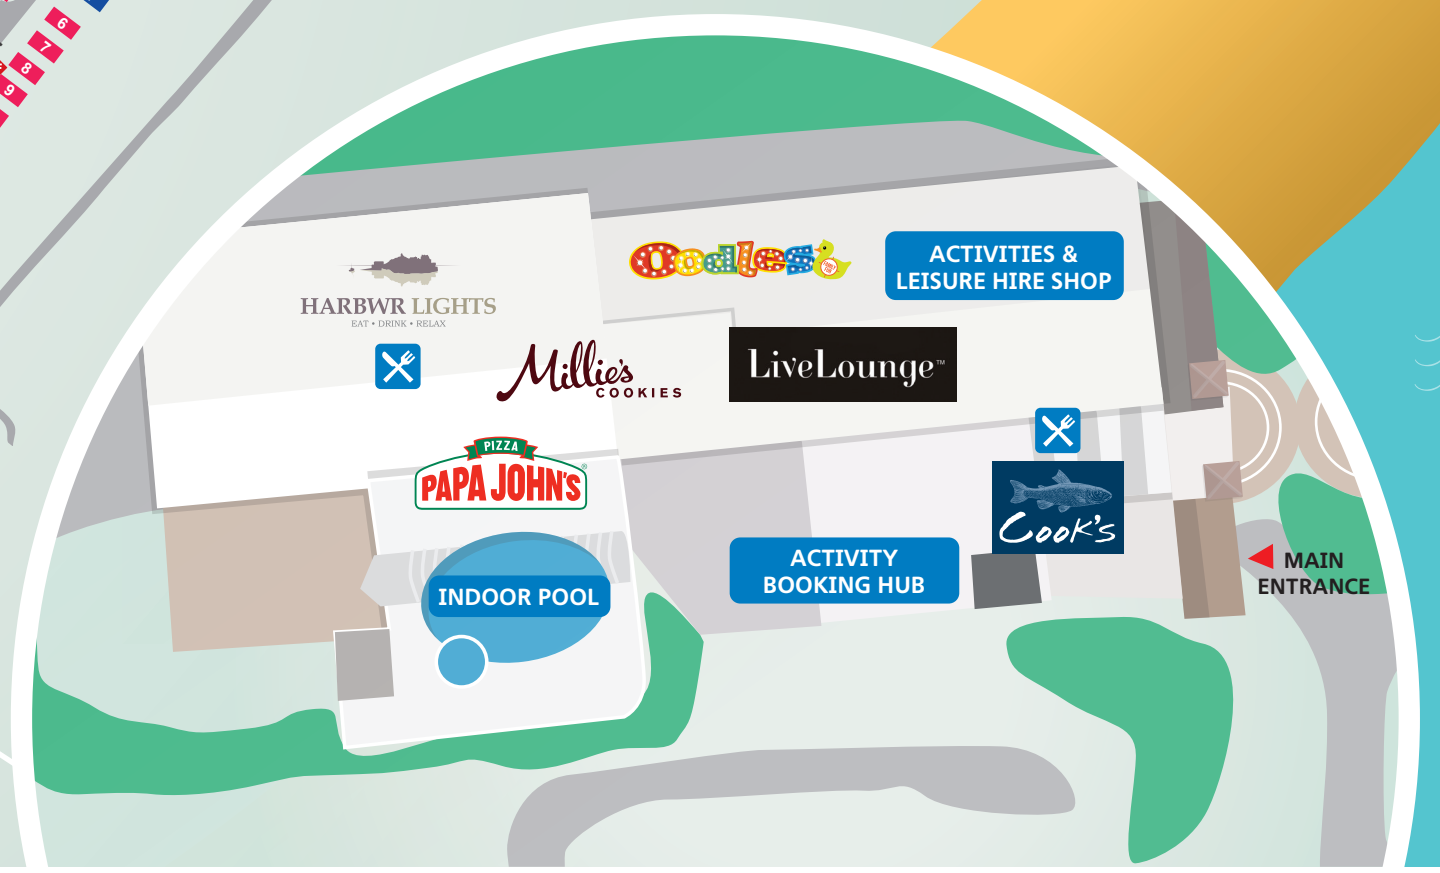 6
7
8
9
Oodles
ACTIVITIES &
LEISURE HIRE SHOP
HARBWR LIGHTS
EAT • DRINK • RELAX
Millie's
COOKIES
LiveLounge™
PIZZA
PAPA JOHN'S®
Cook's
INDOOR POOL
ACTIVITY
BOOKING HUB
MAIN
ENTRANCE